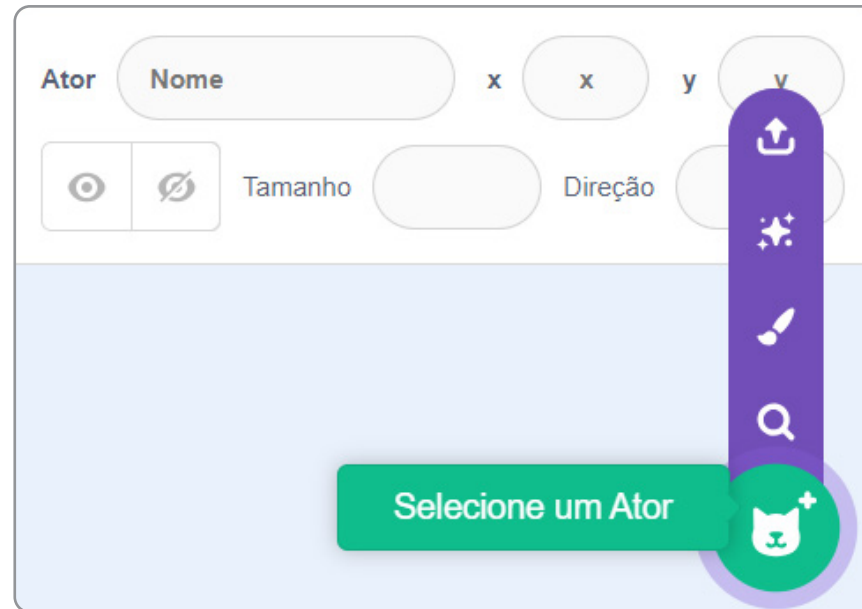 Ator Nome x x y y
Tamanho Direção
Selecione um Ator